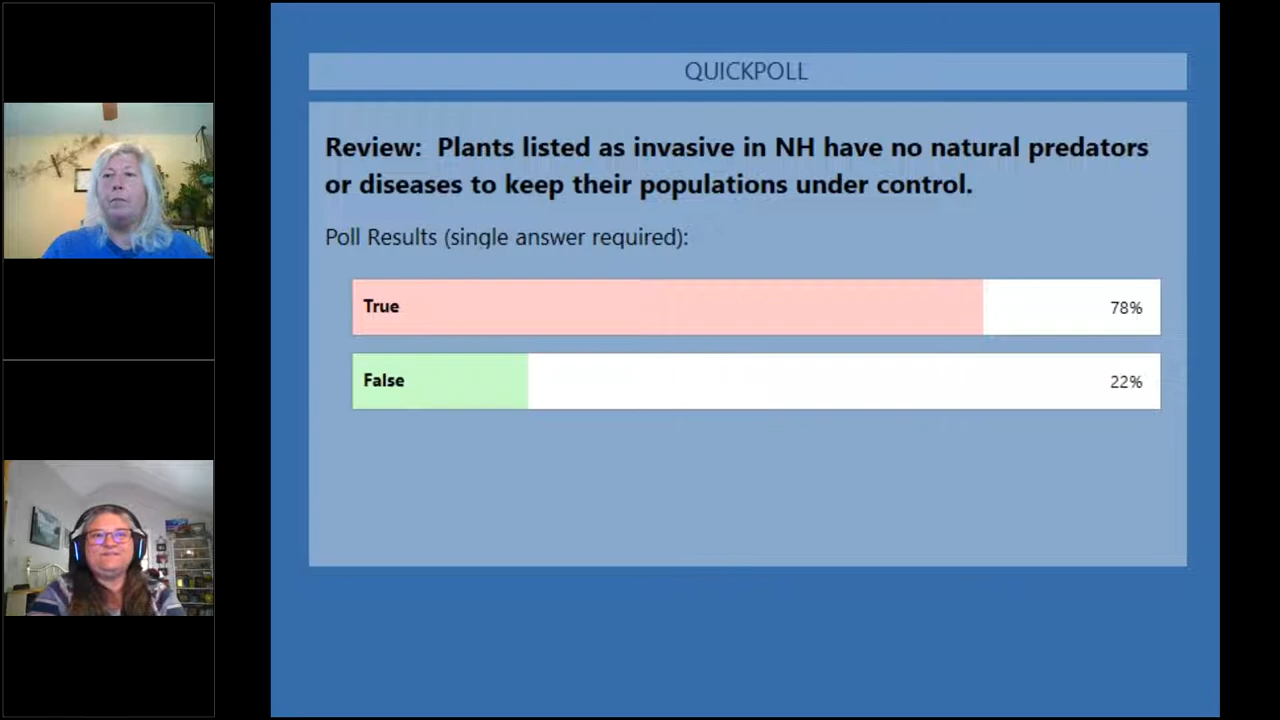 QUICKPOLL
Review:  Plants listed as invasive in NH have no natural predators
or diseases to keep their populations under control.
Poll Results (single answer required):
True 78%
False 22%